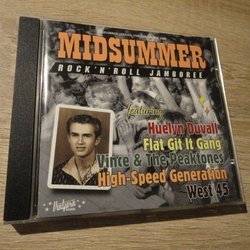 MIDSUMMER
ROCK'N'ROLL JAMBOREE
featuring
Huelyn Duvall
Flat Git It Gang
Vince & The Peaktones
High-Speed Generation
West 45